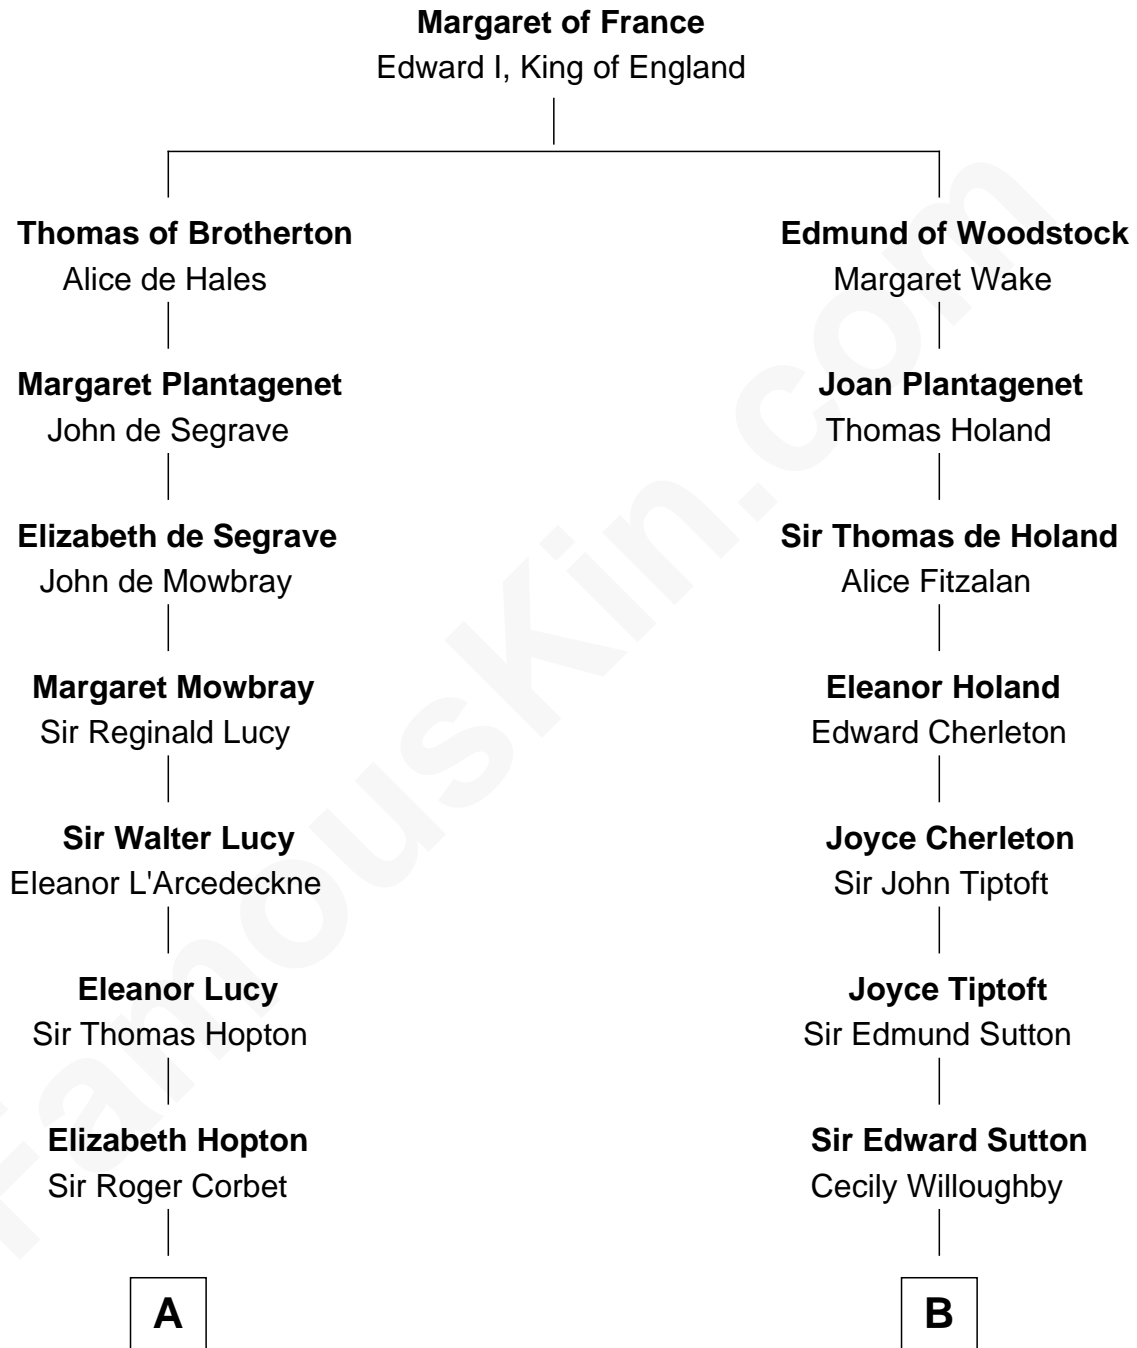 Margaret of France
Edward I, King of England
Thomas of Brotherton
Alice de Hales
Edmund of Woodstock
Margaret Wake
Margaret Plantagenet
John de Segrave
Joan Plantagenet
Thomas Holand
Elizabeth de Segrave
John de Mowbray
Sir Thomas de Holand
Alice Fitzalan
Margaret Mowbray
Sir Reginald Lucy
Eleanor Holand
Edward Cherleton
Sir Walter Lucy
Eleanor L'Arcedeckne
Joyce Cherleton
Sir John Tiptoft
Eleanor Lucy
Sir Thomas Hopton
Joyce Tiptoft
Sir Edmund Sutton
Elizabeth Hopton
Sir Roger Corbet
Sir Edward Sutton
Cecily Willoughby
A
B
FamousKin.com